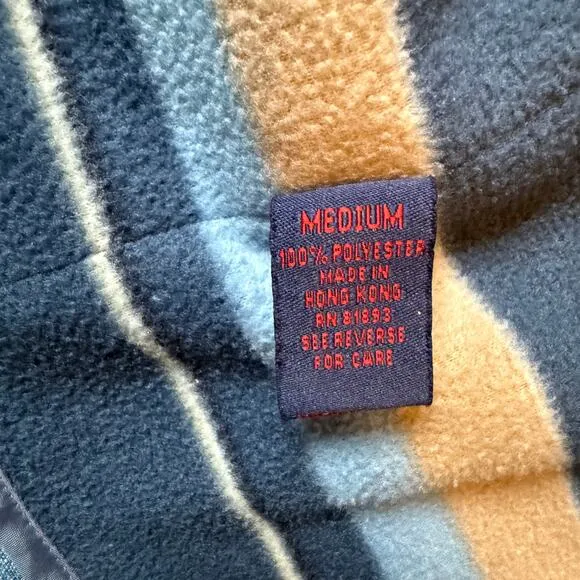 MEDIUM
100% POLYESTER
MADE IN
HONG KONG
RN 81893
SEE REVERSE
FOR CARE